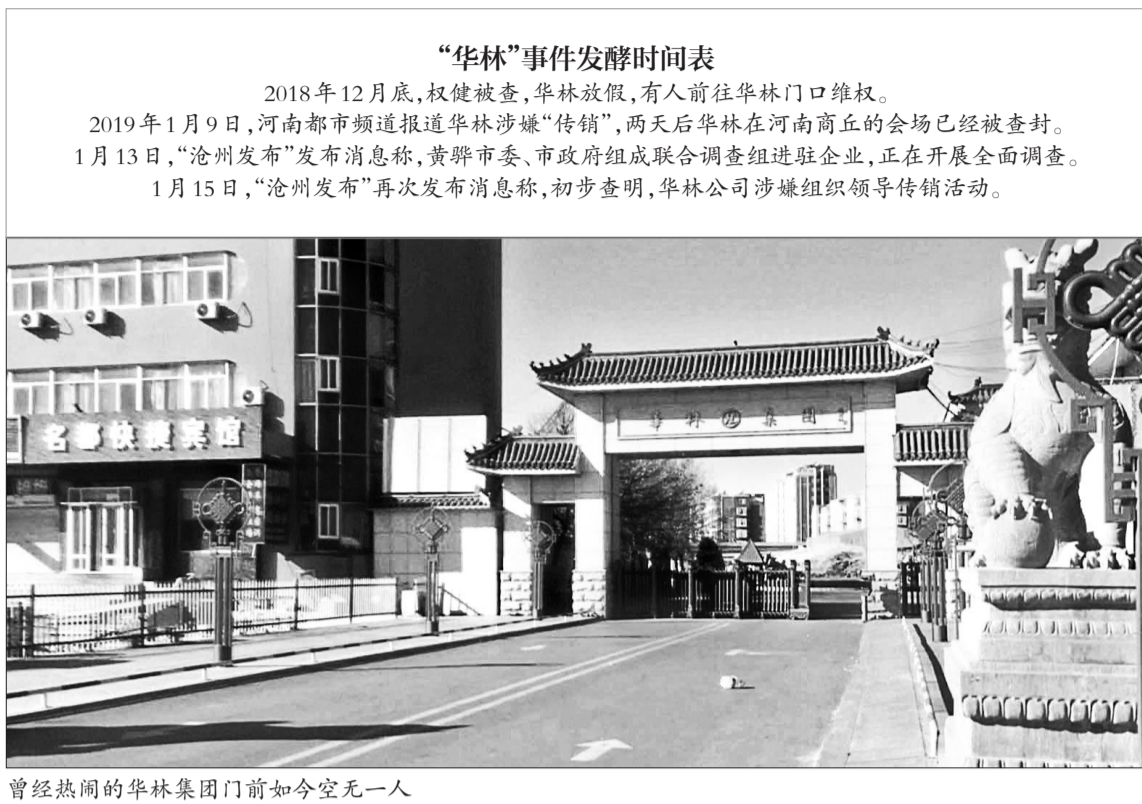 “华林”事件发酵时间表
2018年12月底,权健被查,华林放假,有人前往华林门口维权。
2019年1月9日,河南都市频道报道华林涉嫌“传销”,两天后华林在河南商丘的会场已经被查封。
1月13日,“沧州发布”发布消息称,黄骅市委、市政府组成联合调查组进驻企业,正在开展全面调查。
1月15日,“沧州发布”再次发布消息称,初步查明,华林公司涉嫌组织领导传销活动。
名都快捷宾馆
华林 集团
曾经热闹的华林集团门前如今空无一人